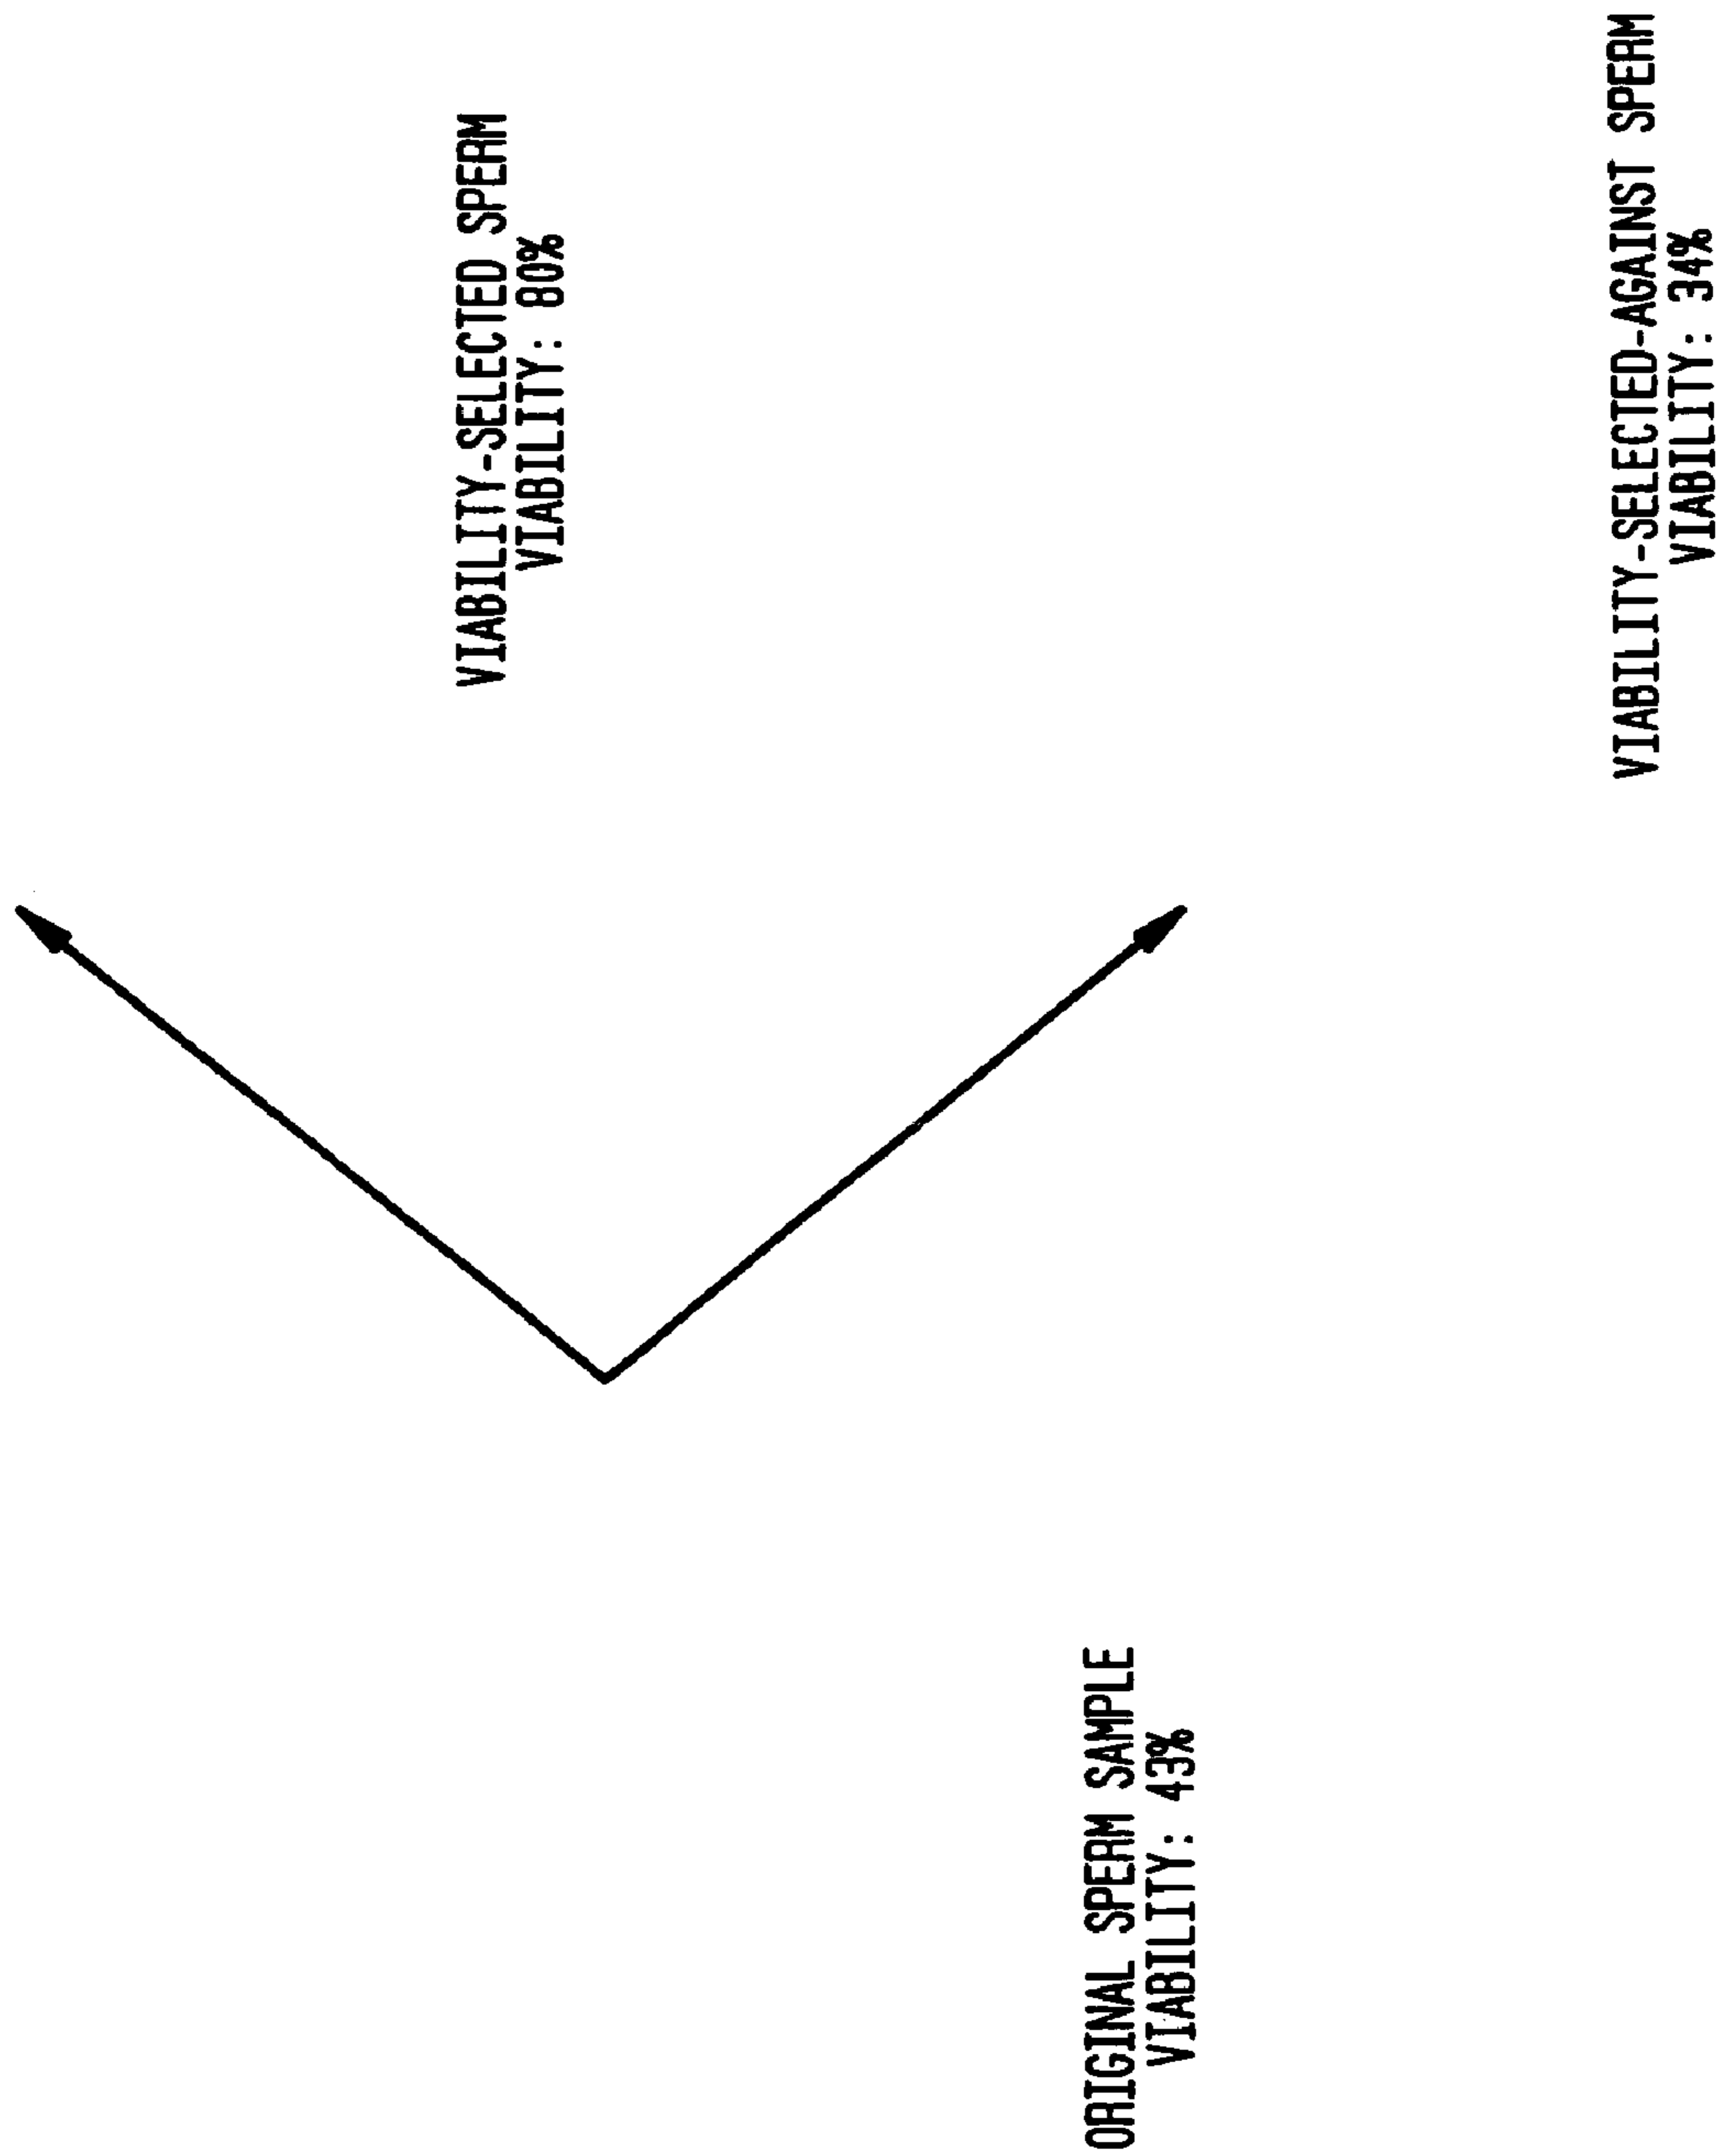 VIABILITY-SELECTED SPERM
VIABILITY: 80%
ORIGINAL SPERM SAMPLE
VIABILITY: 43%
VIABILITY-SELECTED-AGAINST SPERM
VIABILITY: 34%